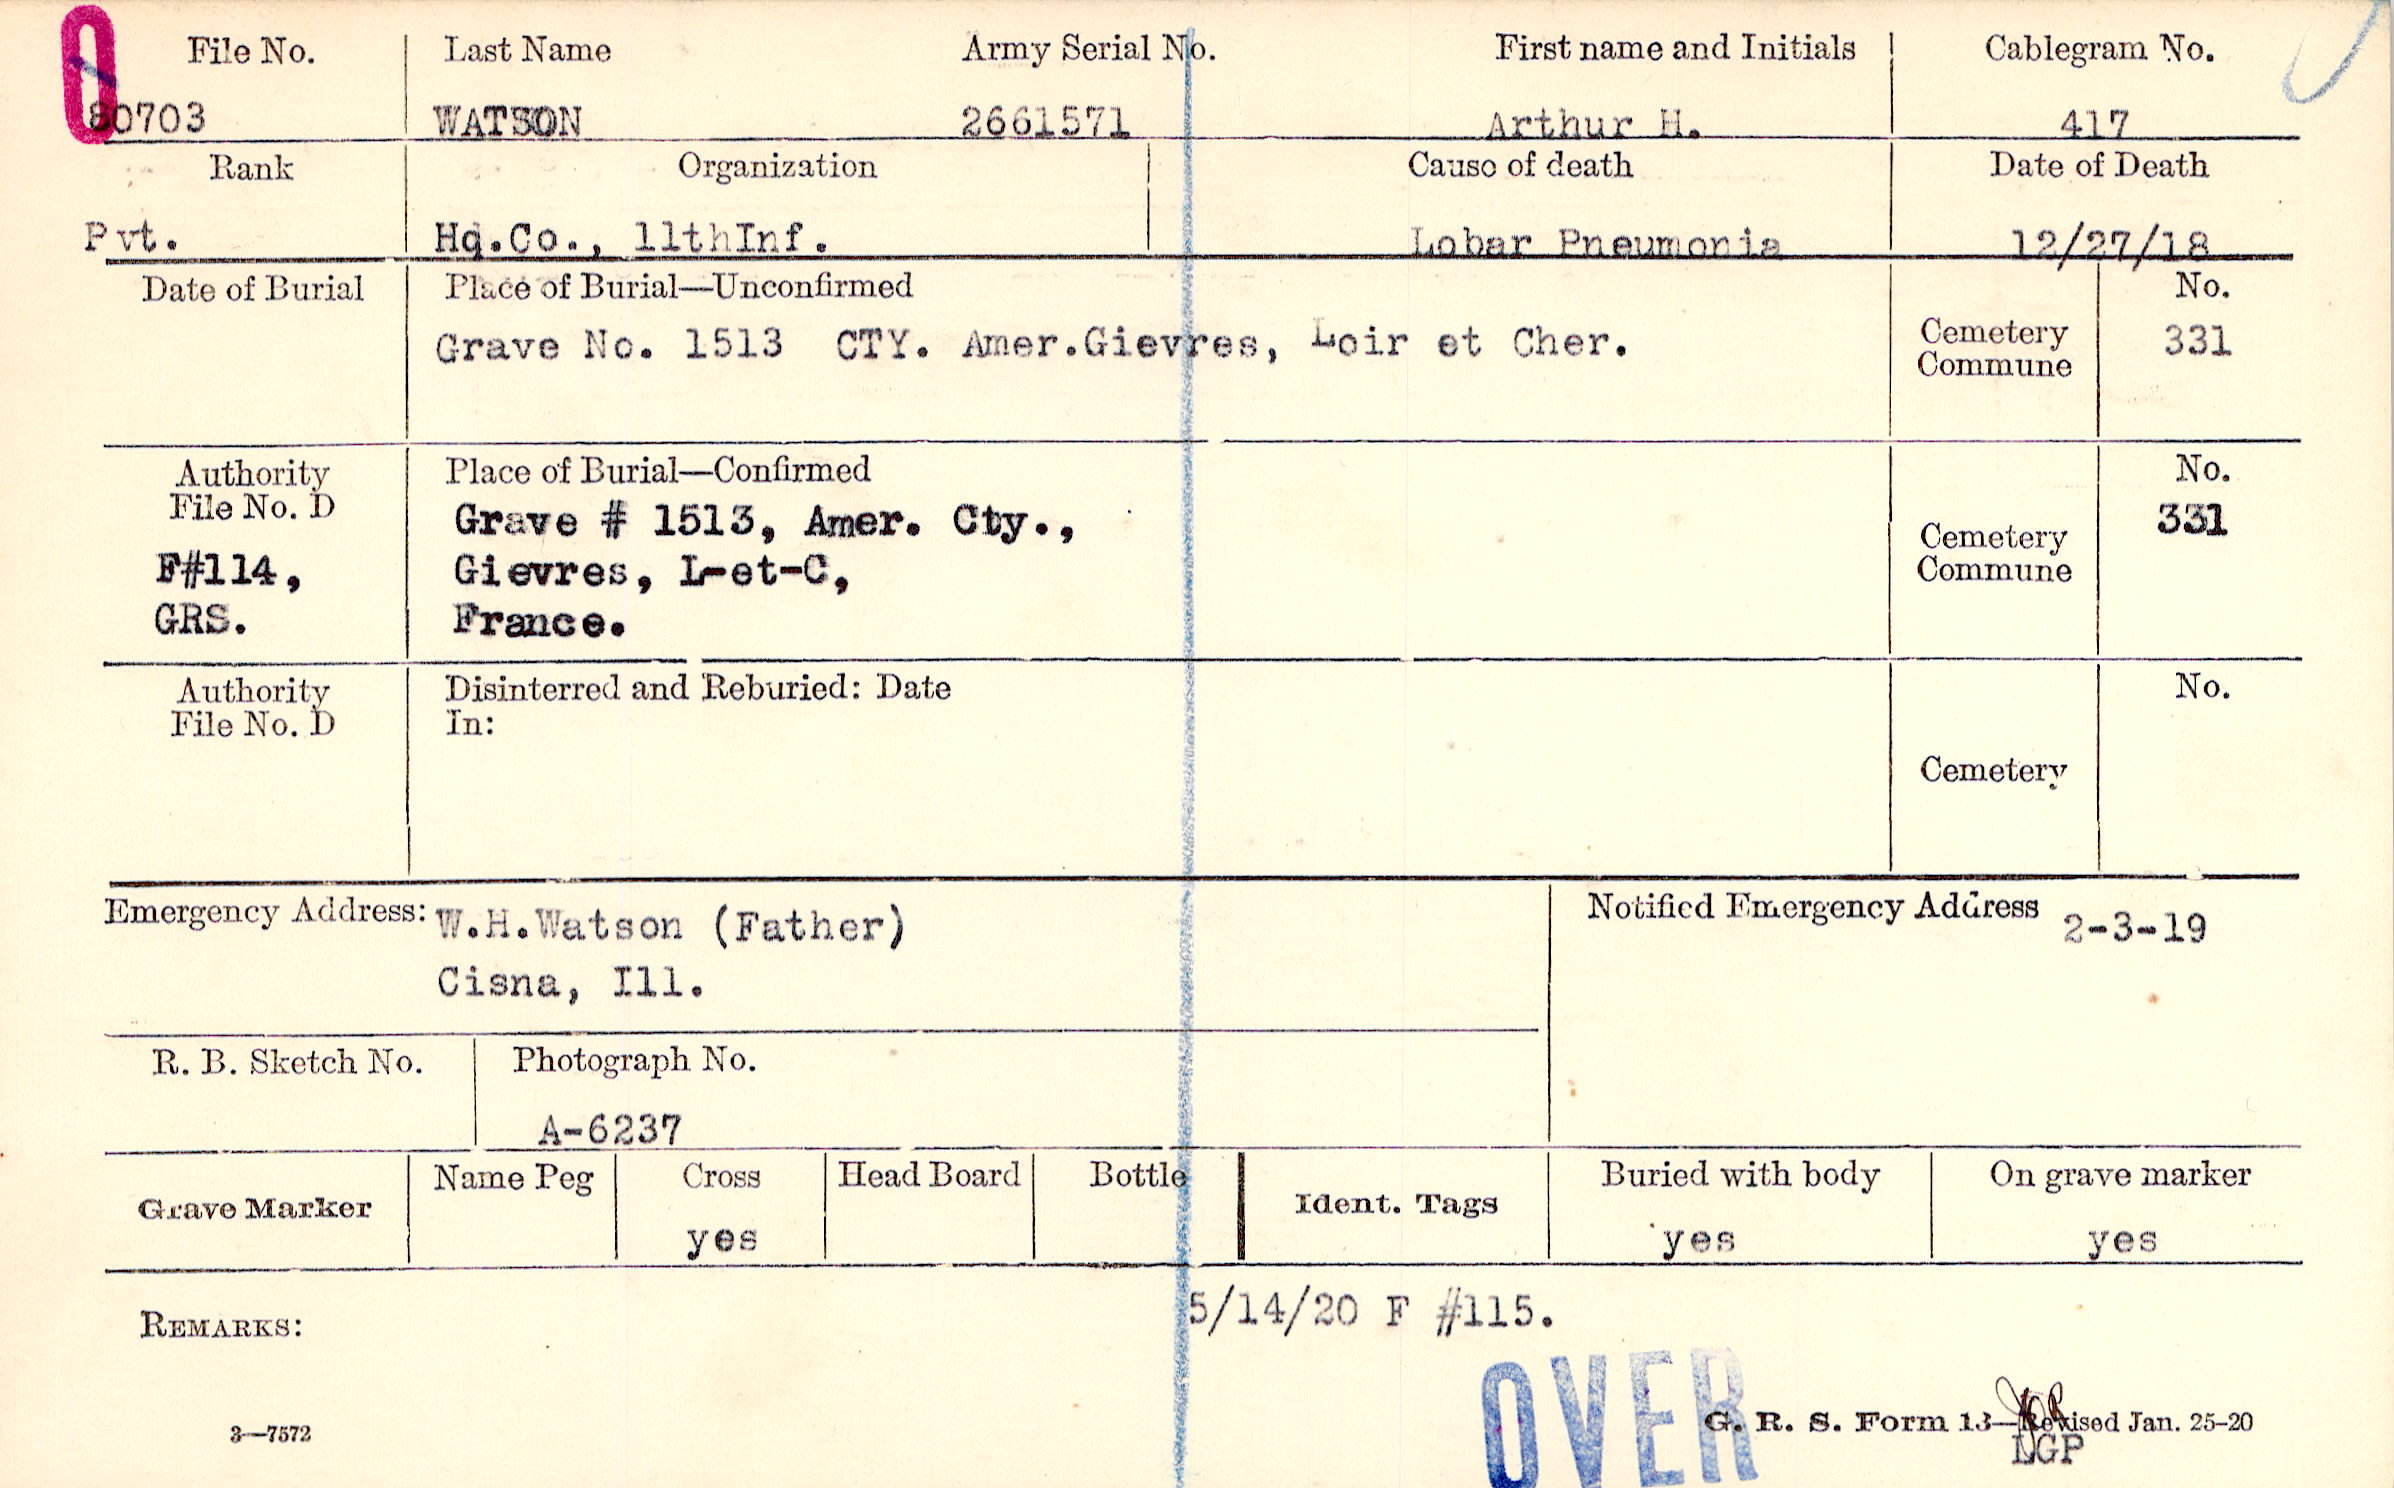 0
File No. Last Name Army Serial No. First name and Initials Cablegram No.
80703 WATSON 2661571 Arthur H. 417
Rank Organization Cause of death Date of Death
Pvt. Hq.Co., 11thInf. Lobar Pneumonia 12/27/18
Date of Burial Place of Burial—Unconfirmed No.
Grave No. 1513 CTY. Amer.Gievres, Loir et Cher. Cemetery 331
Commune
Authority Place of Burial—Confirmed No.
File No. D Grave # 1513, Amer. Cty., Cemetery 331
F#114, Gievres, L-et-C, Commune
GRS. France.
Authority Disinterred and Reburied: Date No.
File No. D In:
Cemetery
Emergency Address: W.H.Watson (Father) Notified Emergency Address 2-3-19
Cisna, Ill.
R. B. Sketch No. Photograph No.
A-6237
Name Peg Cross Head Board Bottle Buried with body On grave marker
Grave Marker Ident. Tags
yes yes yes
5/14/20 F #115.
REMARKS:
OVER
3—7572 G. R. S. Form 13—Revised Jan. 25-20
LGP